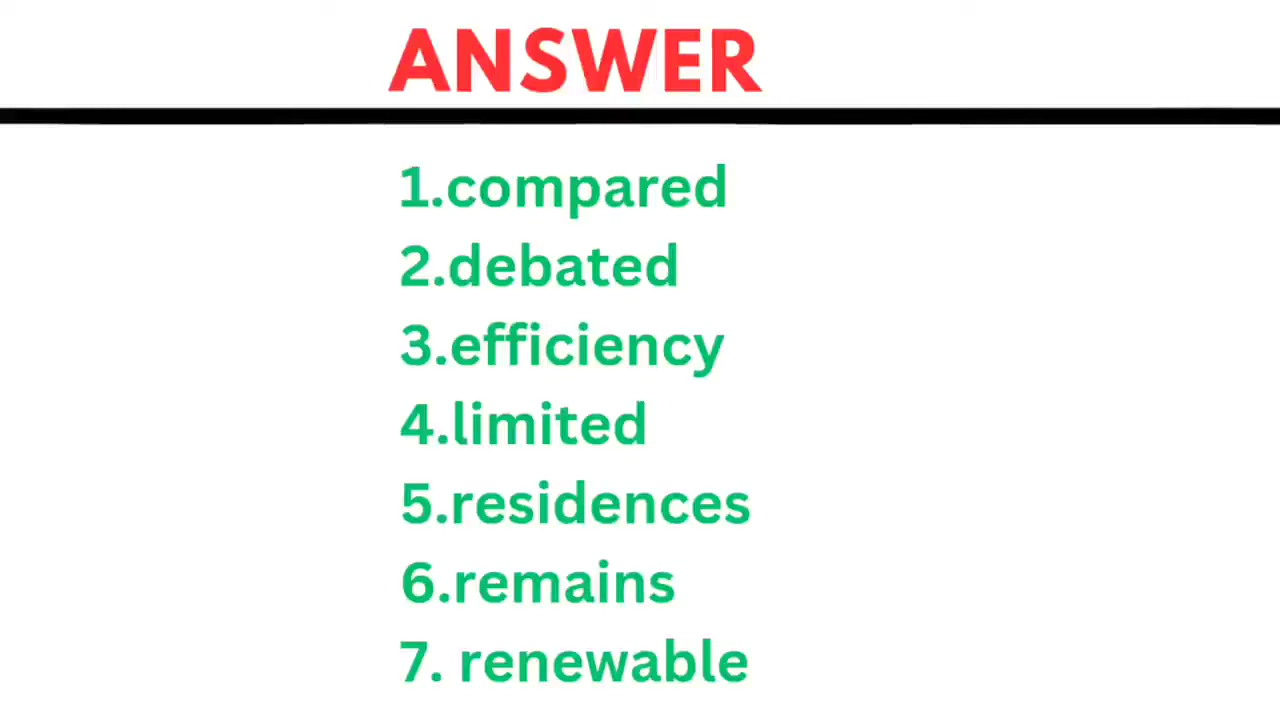 ANSWER
1.compared
2.debated
3.efficiency
4.limited
5.residences
6.remains
7. renewable